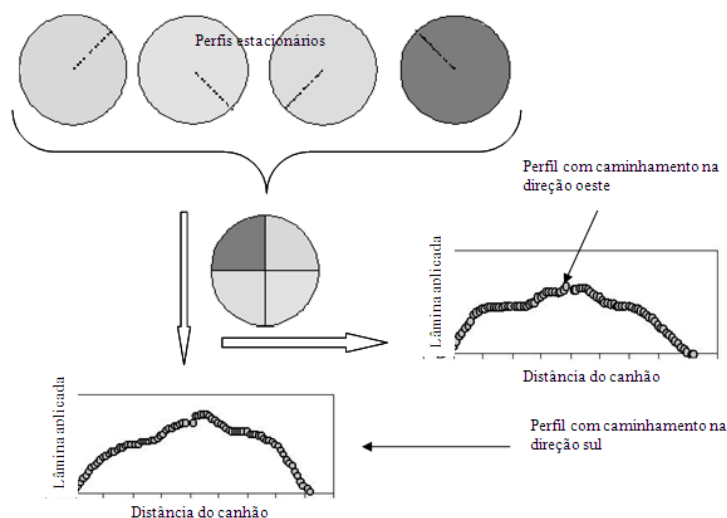 Perfis estacionários
Perfil com caminhamento na
direção oeste
Lâmina aplicada
Distância do canhão
Lâmina aplicada
Perfil com caminhamento na
direção sul
Distância do canhão